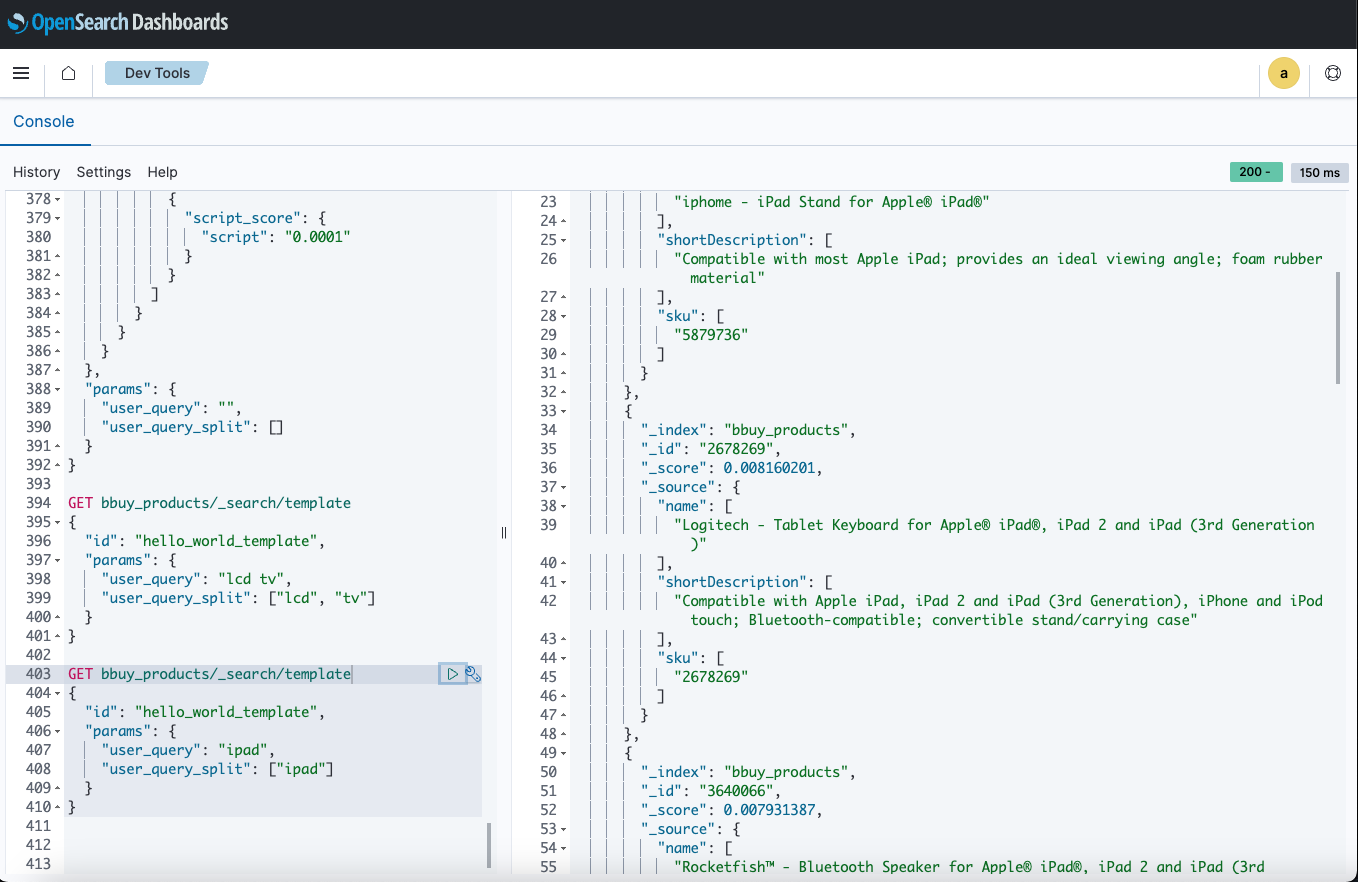 OpenSearch Dashboards
Dev Tools
a
Console
History Settings Help
200 -
150 ms
378 {
379 "script_score": {
380 "script": "0.0001"
381 }
382 }
383 ]
384 }
385 }
386 }
387 },
388 "params": {
389 "user_query": "",
390 "user_query_split": []
391 }
392 }
393
394 GET bbuy_products/_search/template
395 {
396 "id": "hello_world_template",
397 "params": {
398 "user_query": "lcd tv",
399 "user_query_split": ["lcd", "tv"]
400 }
401 }
402
403 GET bbuy_products/_search/template
404 {
405 "id": "hello_world_template",
406 "params": {
407 "user_query": "ipad",
408 "user_query_split": ["ipad"]
409 }
410 }
411
412
413
23 "iphome - iPad Stand for Apple® iPad®"
24 ],
25 "shortDescription": [
26 "Compatible with most Apple iPad; provides an ideal viewing angle; foam rubber
material"
27 ],
28 "sku": [
29 "5879736"
30 ]
31 }
32 },
33 {
34 "_index": "bbuy_products",
35 "_id": "2678269",
36 "_score": 0.008160201,
37 "_source": {
38 "name": [
39 "Logitech - Tablet Keyboard for Apple® iPad®, iPad 2 and iPad (3rd Generation
)"
40 ],
41 "shortDescription": [
42 "Compatible with Apple iPad, iPad 2 and iPad (3rd Generation), iPhone and iPod
touch; Bluetooth-compatible; convertible stand/carrying case"
43 ],
44 "sku": [
45 "2678269"
46 ]
47 }
48 },
49 {
50 "_index": "bbuy_products",
51 "_id": "3640066",
52 "_score": 0.007931387,
53 "_source": {
54 "name": [
55 "Rocketfish™ - Bluetooth Speaker for Apple® iPad®, iPad 2 and iPad (3rd